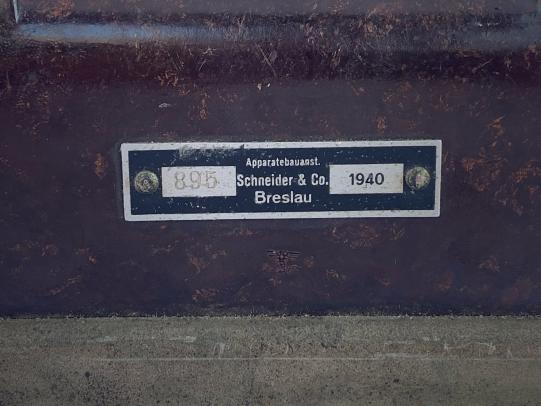 Apparatebauanst.
895 Schneider & Co. 1940
Breslau